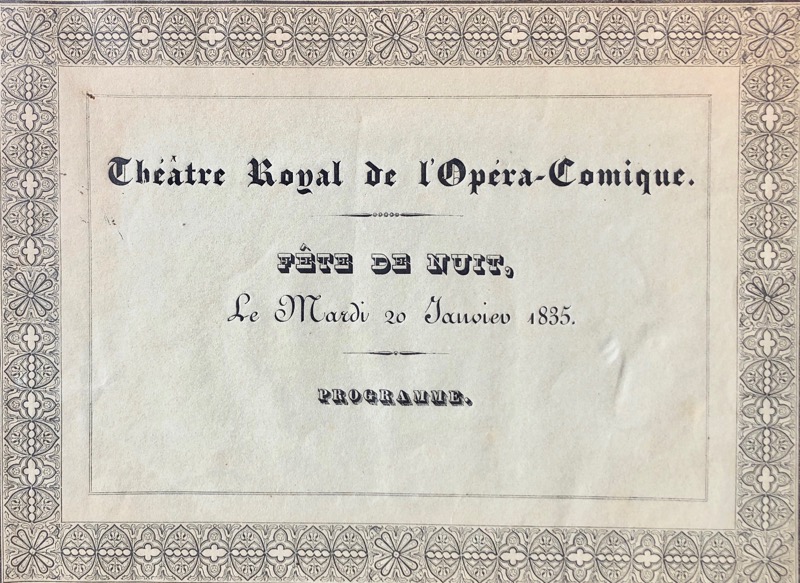 Théâtre Royal de l'Opéra-Comique.
FÊTE DE NUIT,
Le Mardi 20 Janvier 1835.
PROGRAMME.